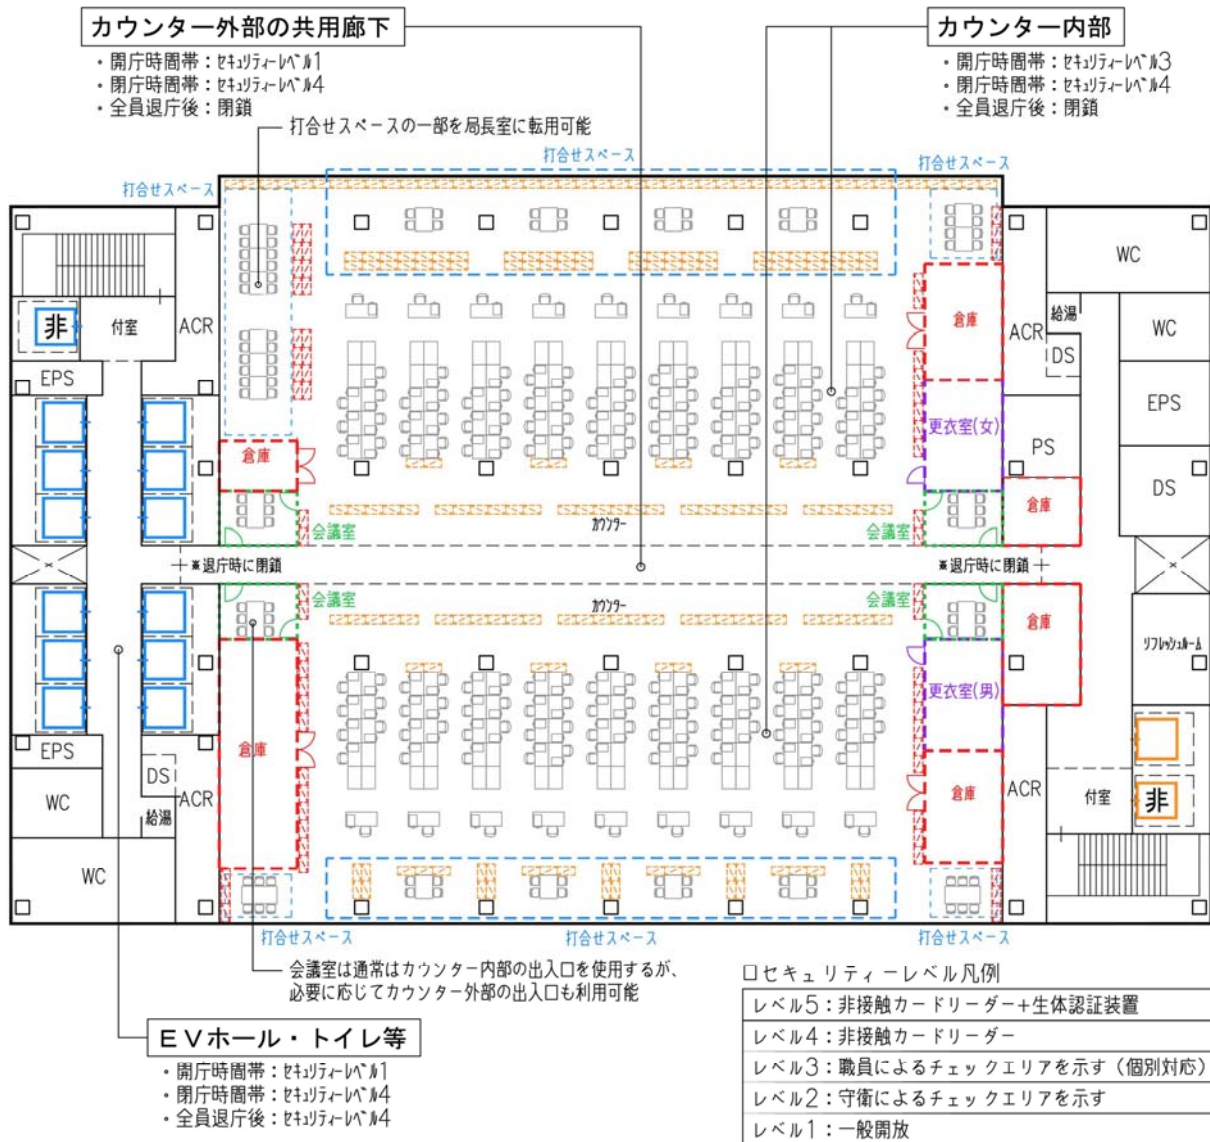 カウンター外部の共用廊下
・開庁時間帯：ｾｷｭﾘﾃｨｰﾚﾍﾞﾙ1
・閉庁時間帯：ｾｷｭﾘﾃｨｰﾚﾍﾞﾙ4
・全員退庁後：閉鎖
カウンター内部
・開庁時間帯：ｾｷｭﾘﾃｨｰﾚﾍﾞﾙ3
・閉庁時間帯：ｾｷｭﾘﾃｨｰﾚﾍﾞﾙ4
・全員退庁後：閉鎖
打合せスペースの一部を局長室に転用可能
打合せスペース
打合せスペース
打合せスペース
WC
非
付室
ACR
倉庫
ACR
給湯
WC
DS
EPS
EPS
更衣室(女)
PS
倉庫
DS
倉庫
会議室
ｶｳﾝﾀｰ
会議室
※退庁時に閉鎖
※退庁時に閉鎖
会議室
ｶｳﾝﾀｰ
会議室
倉庫
ﾘﾌﾚｯｼｭﾙｰﾑ
更衣室(男)
倉庫
EPS
DS
WC
ACR
給湯
倉庫
ACR
付室
非
WC
打合せスペース
打合せスペース
打合せスペース
会議室は通常はカウンター内部の出入口を使用するが、
必要に応じてカウンター外部の出入口も利用可能
ＥＶホール・トイレ等
・開庁時間帯：ｾｷｭﾘﾃｨｰﾚﾍﾞﾙ1
・閉庁時間帯：ｾｷｭﾘﾃｨｰﾚﾍﾞﾙ4
・全員退庁後：ｾｷｭﾘﾃｨｰﾚﾍﾞﾙ4
口セキュリティーレベル凡例
レベル5：非接触カードリーダー+生体認証装置
レベル4：非接触カードリーダー
レベル3：職員によるチェックエリアを示す（個別対応）
レベル2：守衛によるチェックエリアを示す
レベル1：一般開放